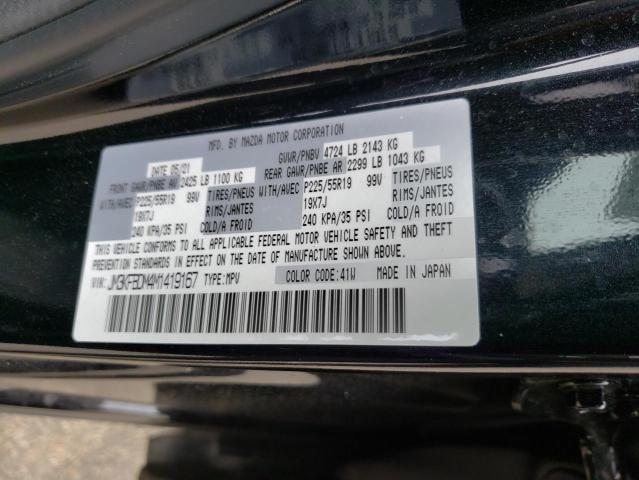 MFD. BY MAZDA MOTOR CORPORATION
DATE 05/21 GVWR/PNBV 4724 LB 2143 KG
FRONT GAWR/PNBE AV 2425 LB 1100 KG REAR GAWR/PNBE AR 2299 LB 1043 KG
WITH/AVEC P225/55R19 99V TIRES/PNEUS WITH/AVEC P225/55R19 99V TIRES/PNEUS
19X7J RIMS/JANTES 19X7J RIMS/JANTES
240 KPA/35 PSI COLD/A FROID 240 KPA/35 PSI COLD/A FROID
THIS VEHICLE CONFORMS TO ALL APPLICABLE FEDERAL MOTOR VEHICLE SAFETY AND THEFT
PREVENTION STANDARDS IN EFFECT ON THE DATE OF MANUFACTURE SHOWN ABOVE.
VIN: JM3KFBDM4M1419167 TYPE:MPV COLOR CODE:41W MADE IN JAPAN